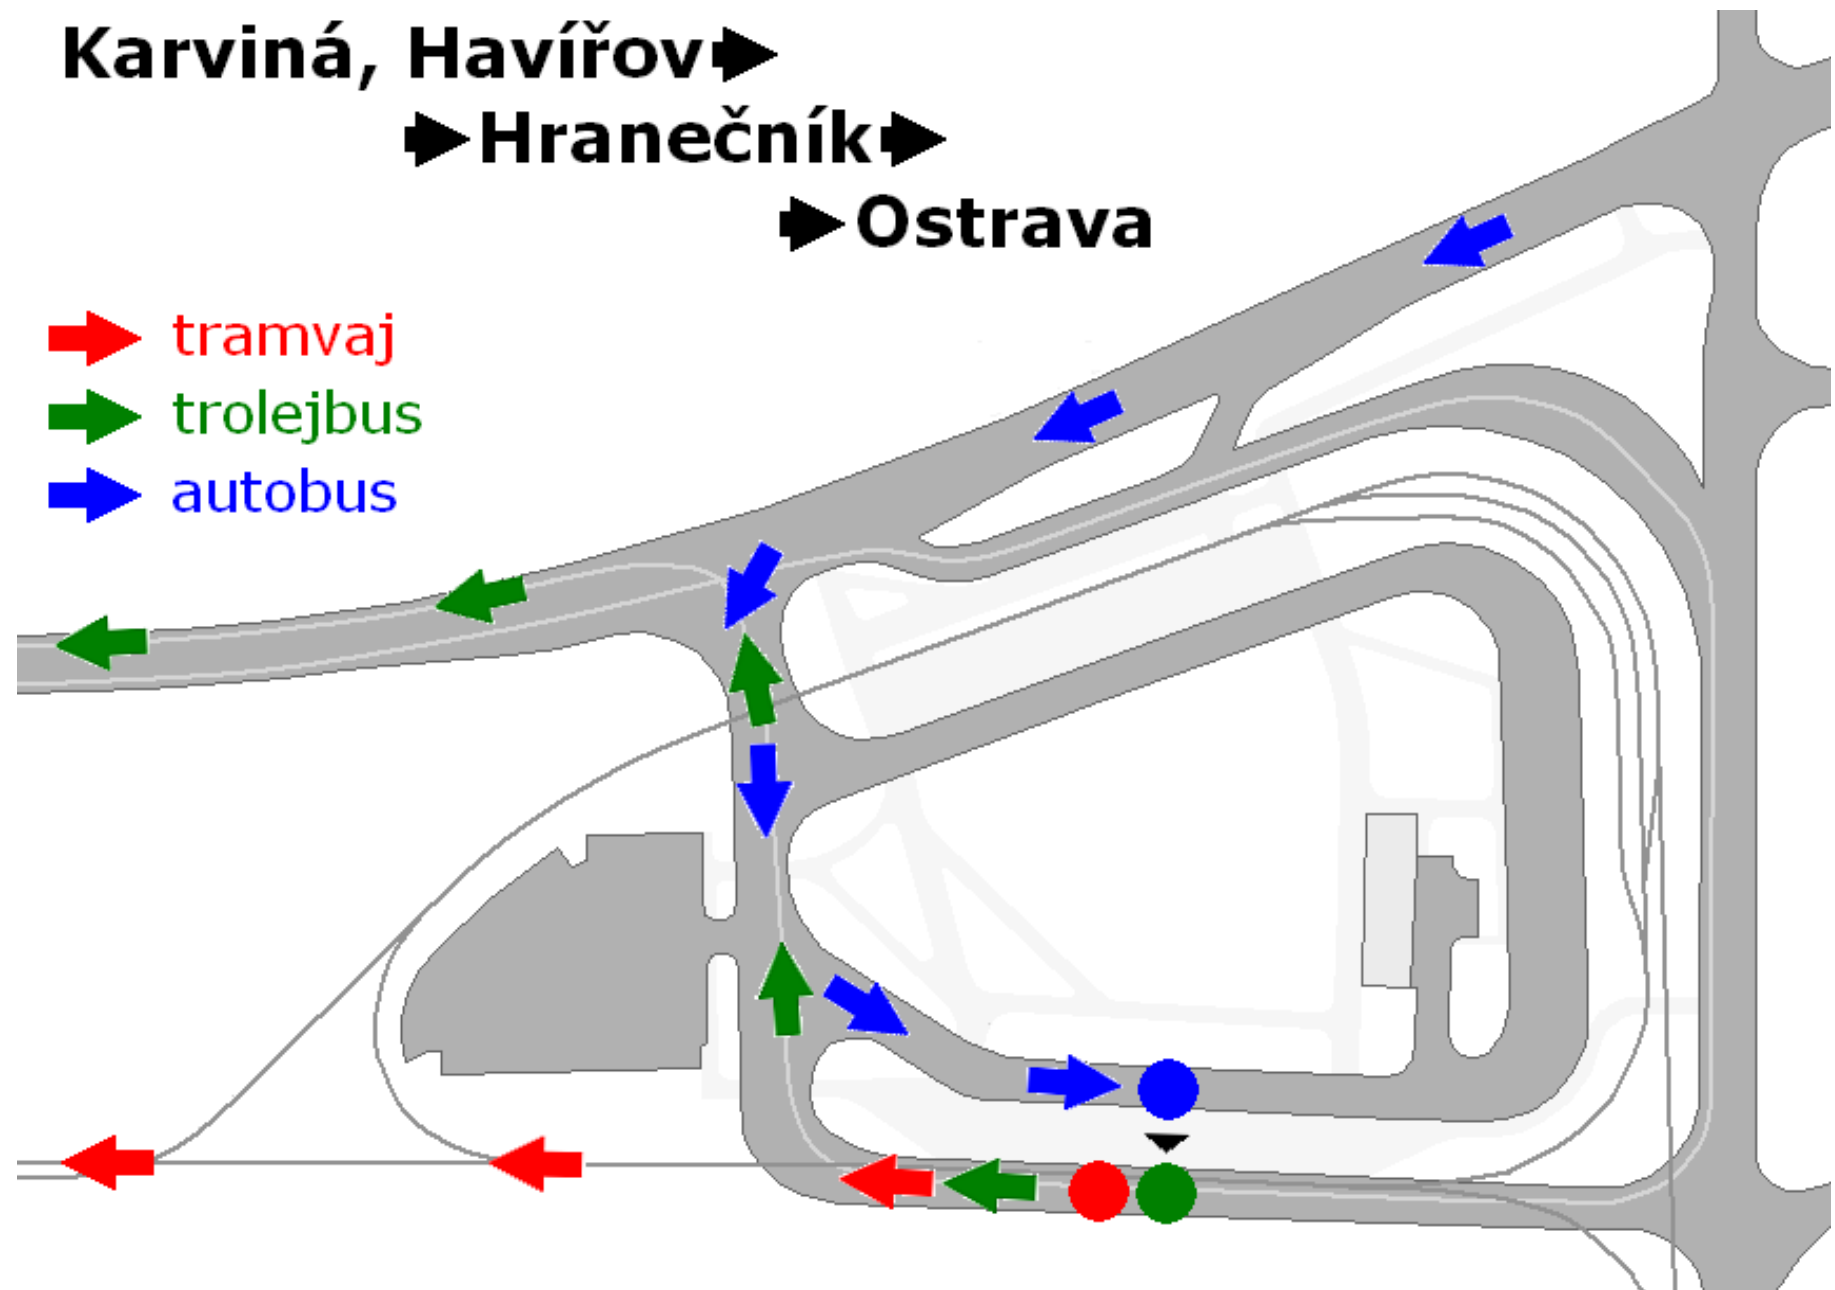 Karviná, Havířov
Hranečník
Ostrava
tramvaj
trolejbus
autobus